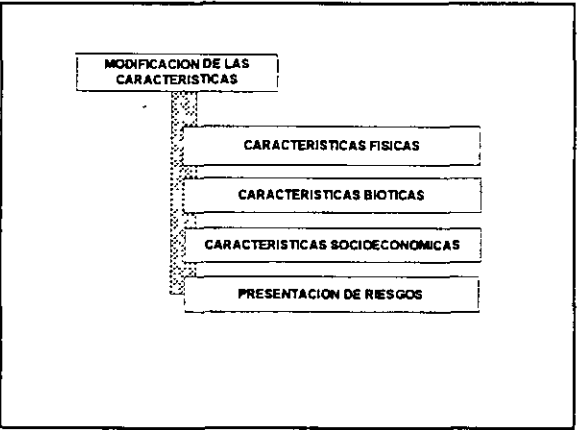 MODIFICACION DE LAS
CARACTERISTICAS
CARACTERISTICAS FISICAS
CARACTERISTICAS BIOTICAS
CARACTERISTICAS SOCIOECONOMICAS
PRESENTACION DE RIESGOS